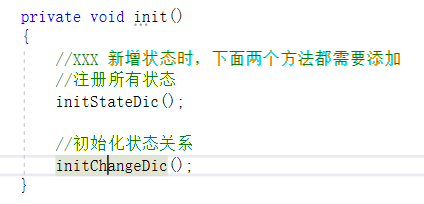 private void init()
{
//XXX 新增状态时，下面两个方法都需要添加
//注册所有状态
initStateDic();
//初始化状态关系
initChangeDic();
}